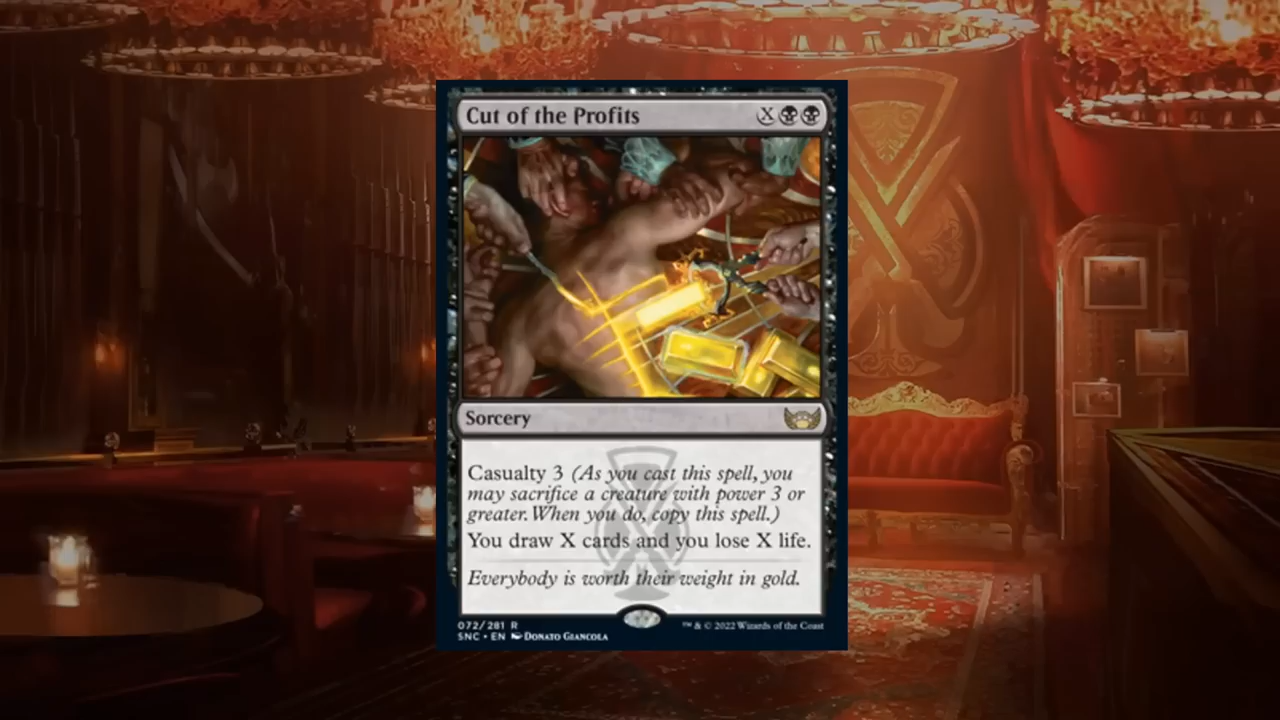 Cut of the Profits X
Sorcery
Casualty 3 (As you cast this spell, you
may sacrifice a creature with power 3 or
greater. When you do, copy this spell.)
You draw X cards and you lose X life.
Everybody is worth their weight in gold.
072/281 R
SNC • EN DONATO GIANCOLA
™ & © 2022 Wizards of the Coast